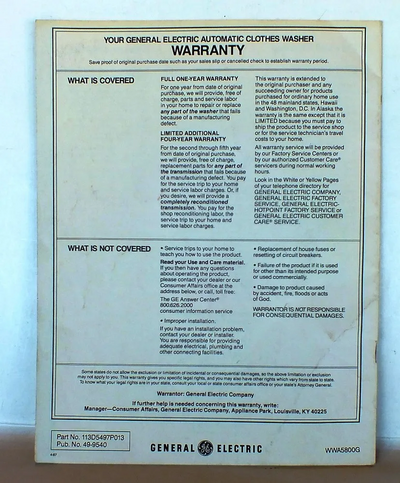 YOUR GENERAL ELECTRIC AUTOMATIC CLOTHES WASHER
WARRANTY
Save proof of original purchase date such as your sales slip or cancelled check to establish warranty period.
WHAT IS COVERED
FULL ONE-YEAR WARRANTY
For one year from date of original
purchase, we will provide, free of
charge, parts and service labor
in your home to repair or replace
any part of the washer that fails
because of a manufacturing
defect.
LIMITED ADDITIONAL
FOUR-YEAR WARRANTY
For the second through fifth year
from date of original purchase,
we will provide, free of charge,
replacement parts for any part of
the transmission that fails because
of a manufacturing defect. You pay
for the service trip to your home
and service labor charges. Or, if
you desire, we will provide a
completely reconditioned
transmission. You pay for the
shop reconditioning labor, the
service trip to your home and
service labor charges.
This warranty is extended to
the original purchaser and any
succeeding owner for products
purchased for ordinary home use
in the 48 mainland states, Hawaii
and Washington, D.C. In Alaska the
warranty is the same except that it is
LIMITED because you must pay to
ship the product to the service shop
or for the service technician's travel
costs to your home.
All warranty service will be provided
by our Factory Service Centers or
by our authorized Customer Care®
servicers during normal working
hours.
Look in the White or Yellow Pages
of your telephone directory for
GENERAL ELECTRIC COMPANY,
GENERAL ELECTRIC FACTORY
SERVICE, GENERAL ELECTRIC-
HOTPOINT FACTORY SERVICE or
GENERAL ELECTRIC CUSTOMER
CARE® SERVICE.
WHAT IS NOT COVERED
• Service trips to your home to
teach you how to use the product.
Read your Use and Care material.
If you then have any questions
about operating the product,
please contact your dealer or our
Consumer Affairs office at the
address below, or call, toll free:
The GE Answer Center®
800.626.2000
consumer information service
• Improper installation.
If you have an installation problem,
contact your dealer or installer.
You are responsible for providing
adequate electrical, plumbing and
other connecting facilities.
• Replacement of house fuses or
resetting of circuit breakers.
• Failure of the product if it is used
for other than its intended purpose
or used commercially.
• Damage to product caused
by accident, fire, floods or acts
of God.
WARRANTOR IS NOT RESPONSIBLE
FOR CONSEQUENTIAL DAMAGES.
Some states do not allow the exclusion or limitation of incidental or consequential damages, so the above limitation or exclusion
may not apply to you. This warranty gives you specific legal rights, and you may also have other rights which vary from state to state.
To know what your legal rights are in your state, consult your local or state consumer affairs office or your state's Attorney General.
Warrantor: General Electric Company
If further help is needed concerning this warranty, write:
Manager—Consumer Affairs, General Electric Company, Appliance Park, Louisville, KY 40225
Part No. 113D5497P013
Pub. No. 49-9540
4-87
GENERAL GE ELECTRIC
WWA5800G